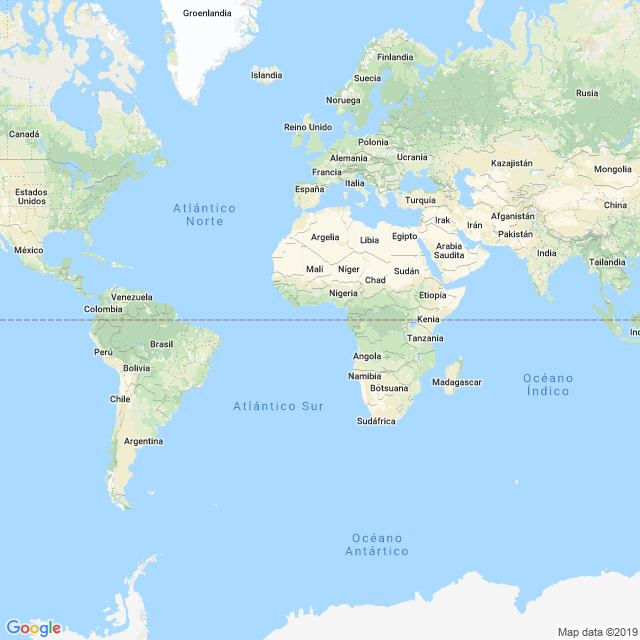 Groenlandia
Islandia
Finlandia
Suecia
Noruega
Rusia
Canadá
Reino Unido
Polonia
Alemania
Ucrania
Kazajistán
Mongolia
Francia
Estados
Unidos
España
Italia
Turquía
China
Atlántico
Norte
Irak
Irán
Afganistán
Pakistán
México
Argelia
Libia
Egipto
Arabia
Saudita
India
Tailandia
Malí
Níger
Chad
Sudán
Venezuela
Colombia
Nigeria
Etiopía
Kenia
Perú
Brasil
Tanzania
Bolivia
Angola
Namibia
Botsuana
Madagascar
Océano
Índico
Chile
Atlántico Sur
Sudáfrica
Argentina
Océano
Antártico
Google
Map data ©2019